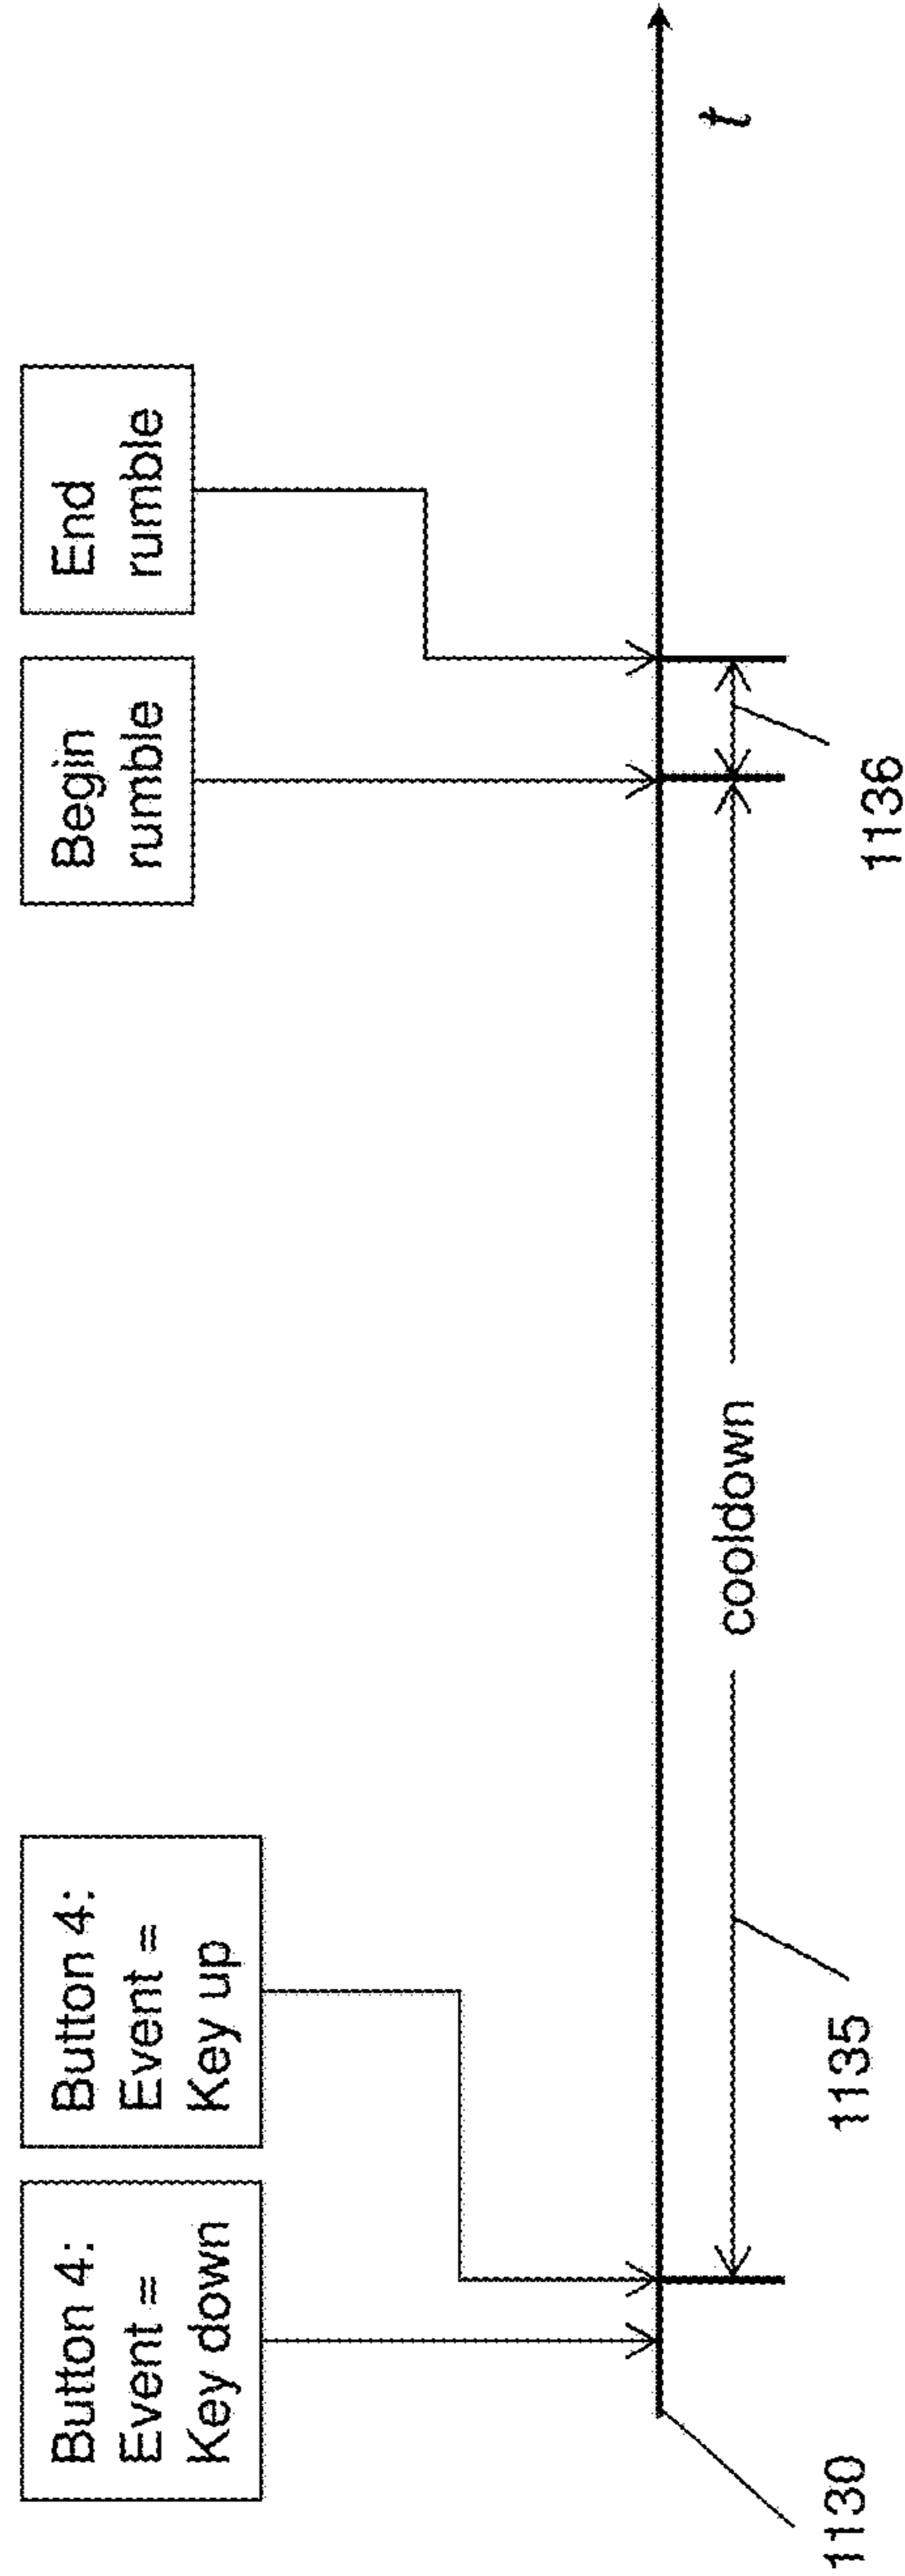 Button 4:
Event =
Key down
Button 4:
Event =
Key up
Begin
rumble
End
rumble
t
cooldown
1130
1135
1136